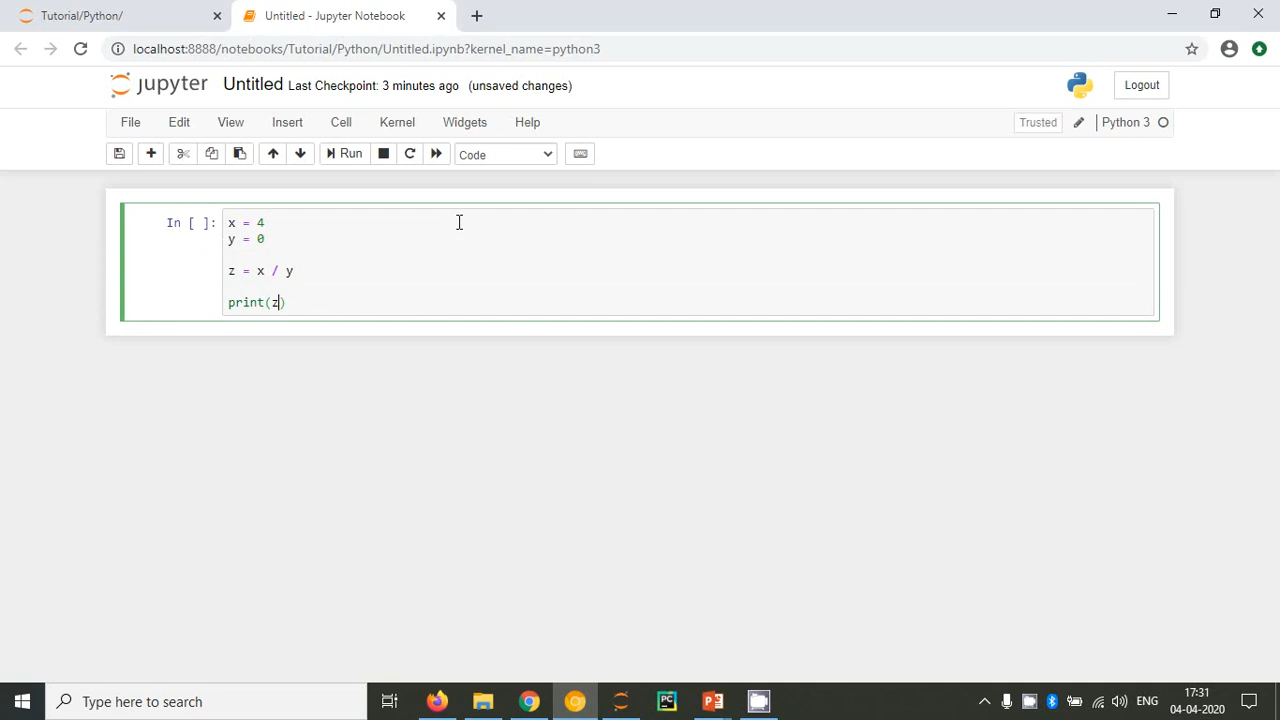 Tutorial/Python/
Untitled - Jupyter Notebook
localhost:8888/notebooks/Tutorial/Python/Untitled.ipynb?kernel_name=python3
jupyter Untitled Last Checkpoint: 3 minutes ago (unsaved changes)
Logout
File Edit View Insert Cell Kernel Widgets Help
Trusted
Python 3
Run
Code
In [ ]:
x = 4
y = 0
z = x / y
print(z)
Type here to search
PC
P
ENG
17:31
04-04-2020